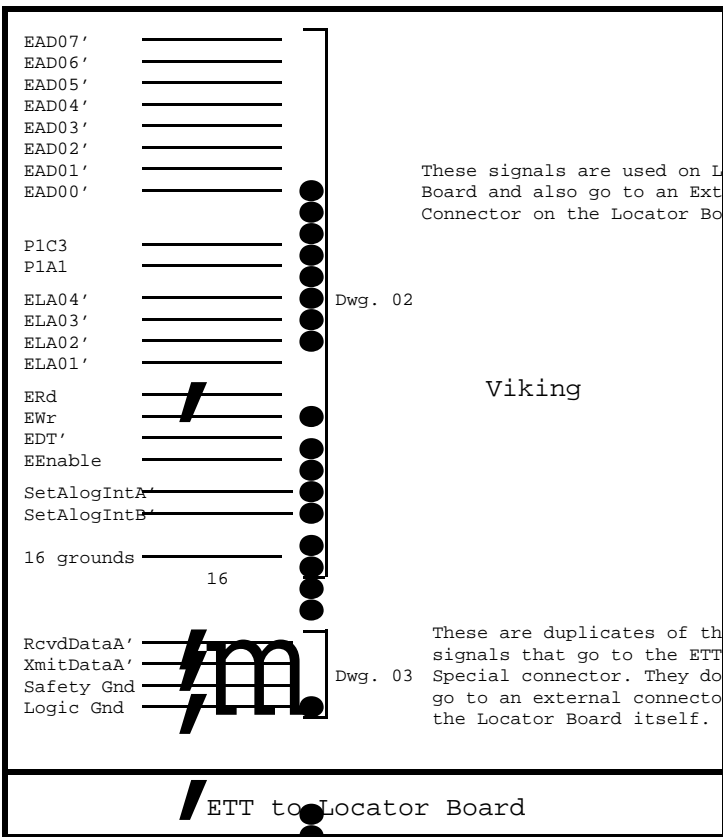 EAD07'
EAD06'
EAD05'
EAD04'
EAD03'
EAD02'
EAD01'
EAD00'
P1C3
P1A1
ELA04'
ELA03'
ELA02'
ELA01'
ERd
EWr
EDT'
EEnable
SetAlogIntA'
SetAlogIntB'
16 grounds
16
Dwg. 02
These signals are used on L
Board and also go to an Ext
Connector on the Locator Bo
Viking
RcvdDataA'
XmitDataA'
Safety Gnd
Logic Gnd
m
Dwg. 03
These are duplicates of th
signals that go to the ETT
Special connector. They do
go to an external connecto
the Locator Board itself.
ETT to Locator Board